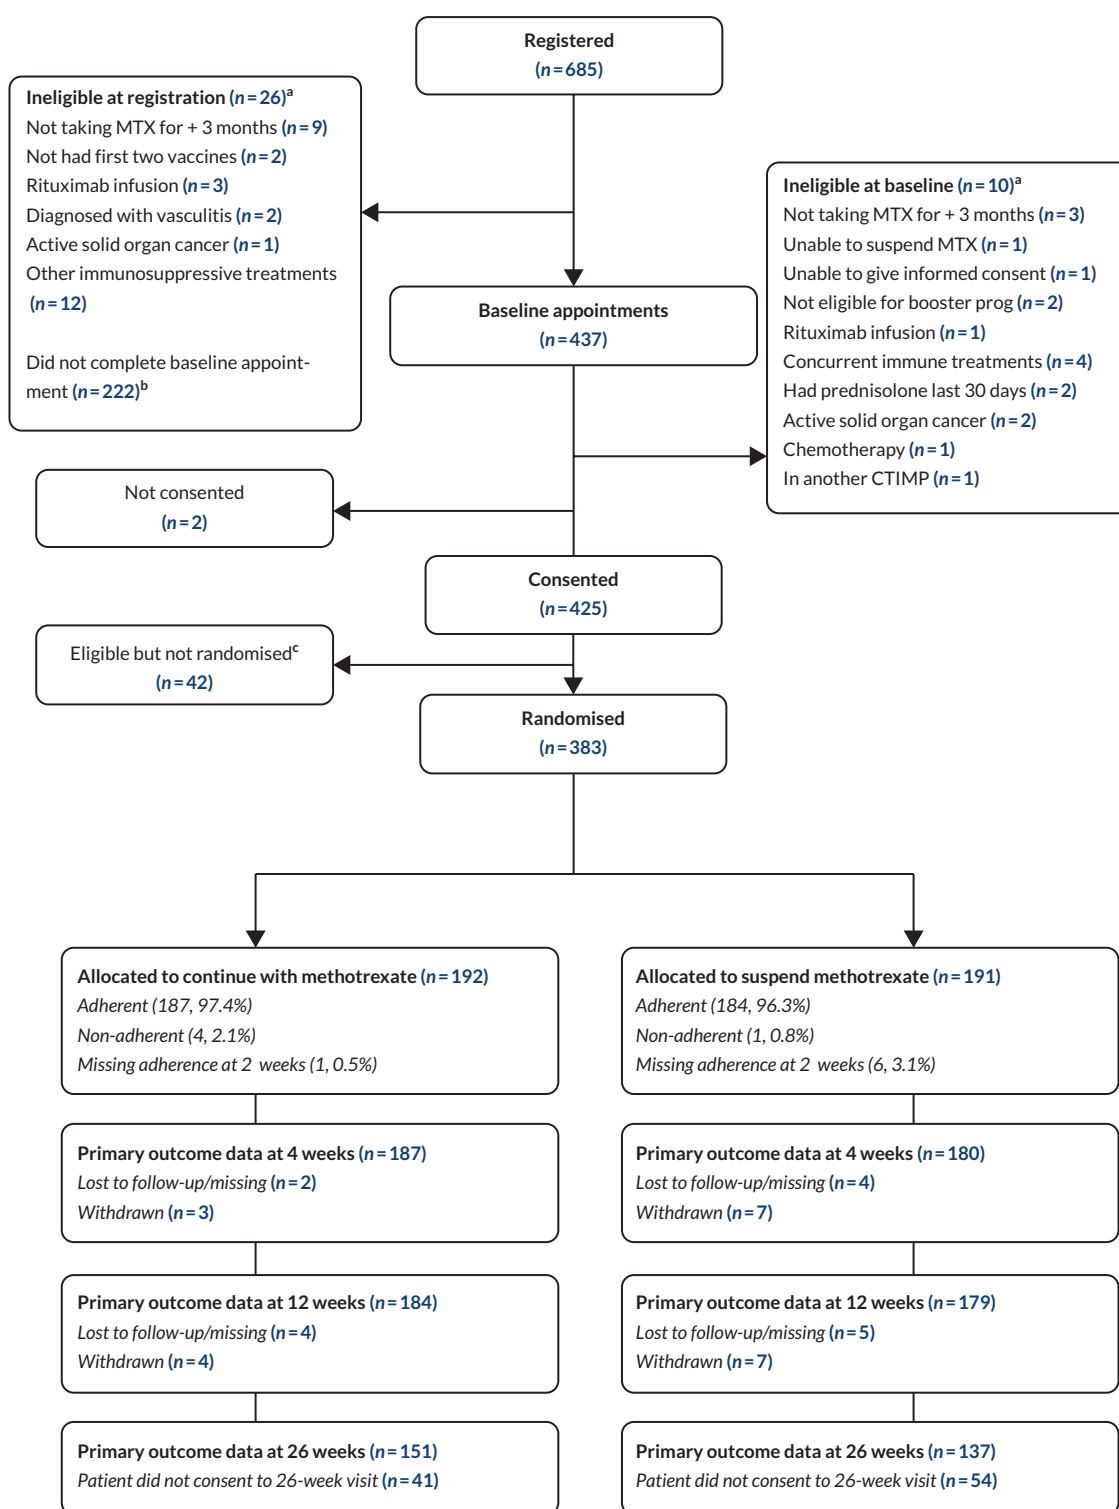 Registered
(n=685)
Ineligible at registration (n=26)ᵃ
Not taking MTX for + 3 months (n=9)
Not had first two vaccines (n=2)
Rituximab infusion (n=3)
Diagnosed with vasculitis (n=2)
Active solid organ cancer (n=1)
Other immunosuppressive treatments
(n=12)
Did not complete baseline appoint-
ment (n=222)ᵇ
Ineligible at baseline (n=10)ᵃ
Not taking MTX for + 3 months (n=3)
Unable to suspend MTX (n=1)
Unable to give informed consent (n=1)
Not eligible for booster prog (n=2)
Rituximab infusion (n=1)
Concurrent immune treatments (n=4)
Had prednisolone last 30 days (n=2)
Active solid organ cancer (n=2)
Chemotherapy (n=1)
In another CTIMP (n=1)
Baseline appointments
(n=437)
Not consented
(n=2)
Consented
(n=425)
Eligible but not randomisedᶜ
(n=42)
Randomised
(n=383)
Allocated to continue with methotrexate (n=192)
Adherent (187, 97.4%)
Non-adherent (4, 2.1%)
Missing adherence at 2 weeks (1, 0.5%)
Allocated to suspend methotrexate (n=191)
Adherent (184, 96.3%)
Non-adherent (1, 0.8%)
Missing adherence at 2 weeks (6, 3.1%)
Primary outcome data at 4 weeks (n=187)
Lost to follow-up/missing (n=2)
Withdrawn (n=3)
Primary outcome data at 4 weeks (n=180)
Lost to follow-up/missing (n=4)
Withdrawn (n=7)
Primary outcome data at 12 weeks (n=184)
Lost to follow-up/missing (n=4)
Withdrawn (n=4)
Primary outcome data at 12 weeks (n=179)
Lost to follow-up/missing (n=5)
Withdrawn (n=7)
Primary outcome data at 26 weeks (n=151)
Patient did not consent to 26-week visit (n=41)
Primary outcome data at 26 weeks (n=137)
Patient did not consent to 26-week visit (n=54)